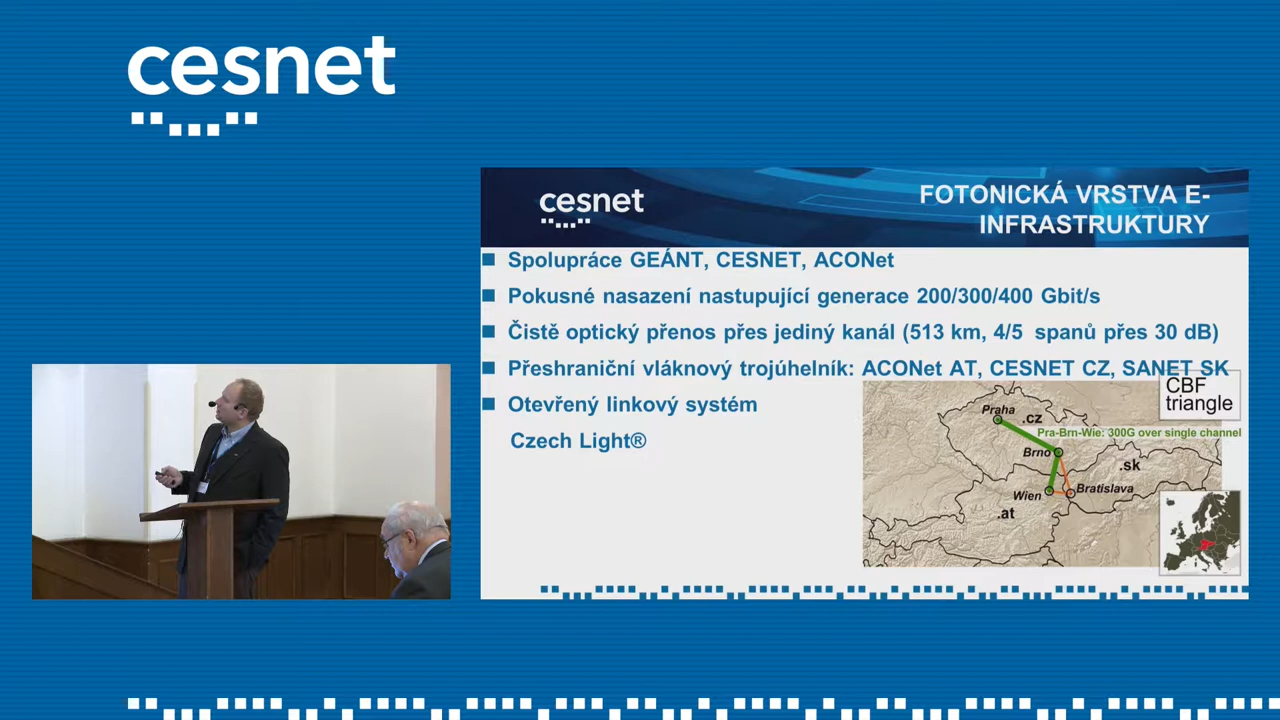 cesnet
cesnet
FOTONICKÁ VRSTVA E-
INFRASTRUKTURY
Spolupráce GEÁNT, CESNET, ACONet
Pokusné nasazení nastupující generace 200/300/400 Gbit/s
Čistě optický přenos přes jediný kanál (513 km, 4/5 spanů přes 30 dB)
Přeshraniční vláknový trojúhelník: ACONet AT, CESNET CZ, SANET SK
Otevřený linkový systém
Czech Light®
CBF
triangle
Praha
.cz
Pra-Brn-Wie: 300G over single channel
Brno
.sk
Wien
Bratislava
.at